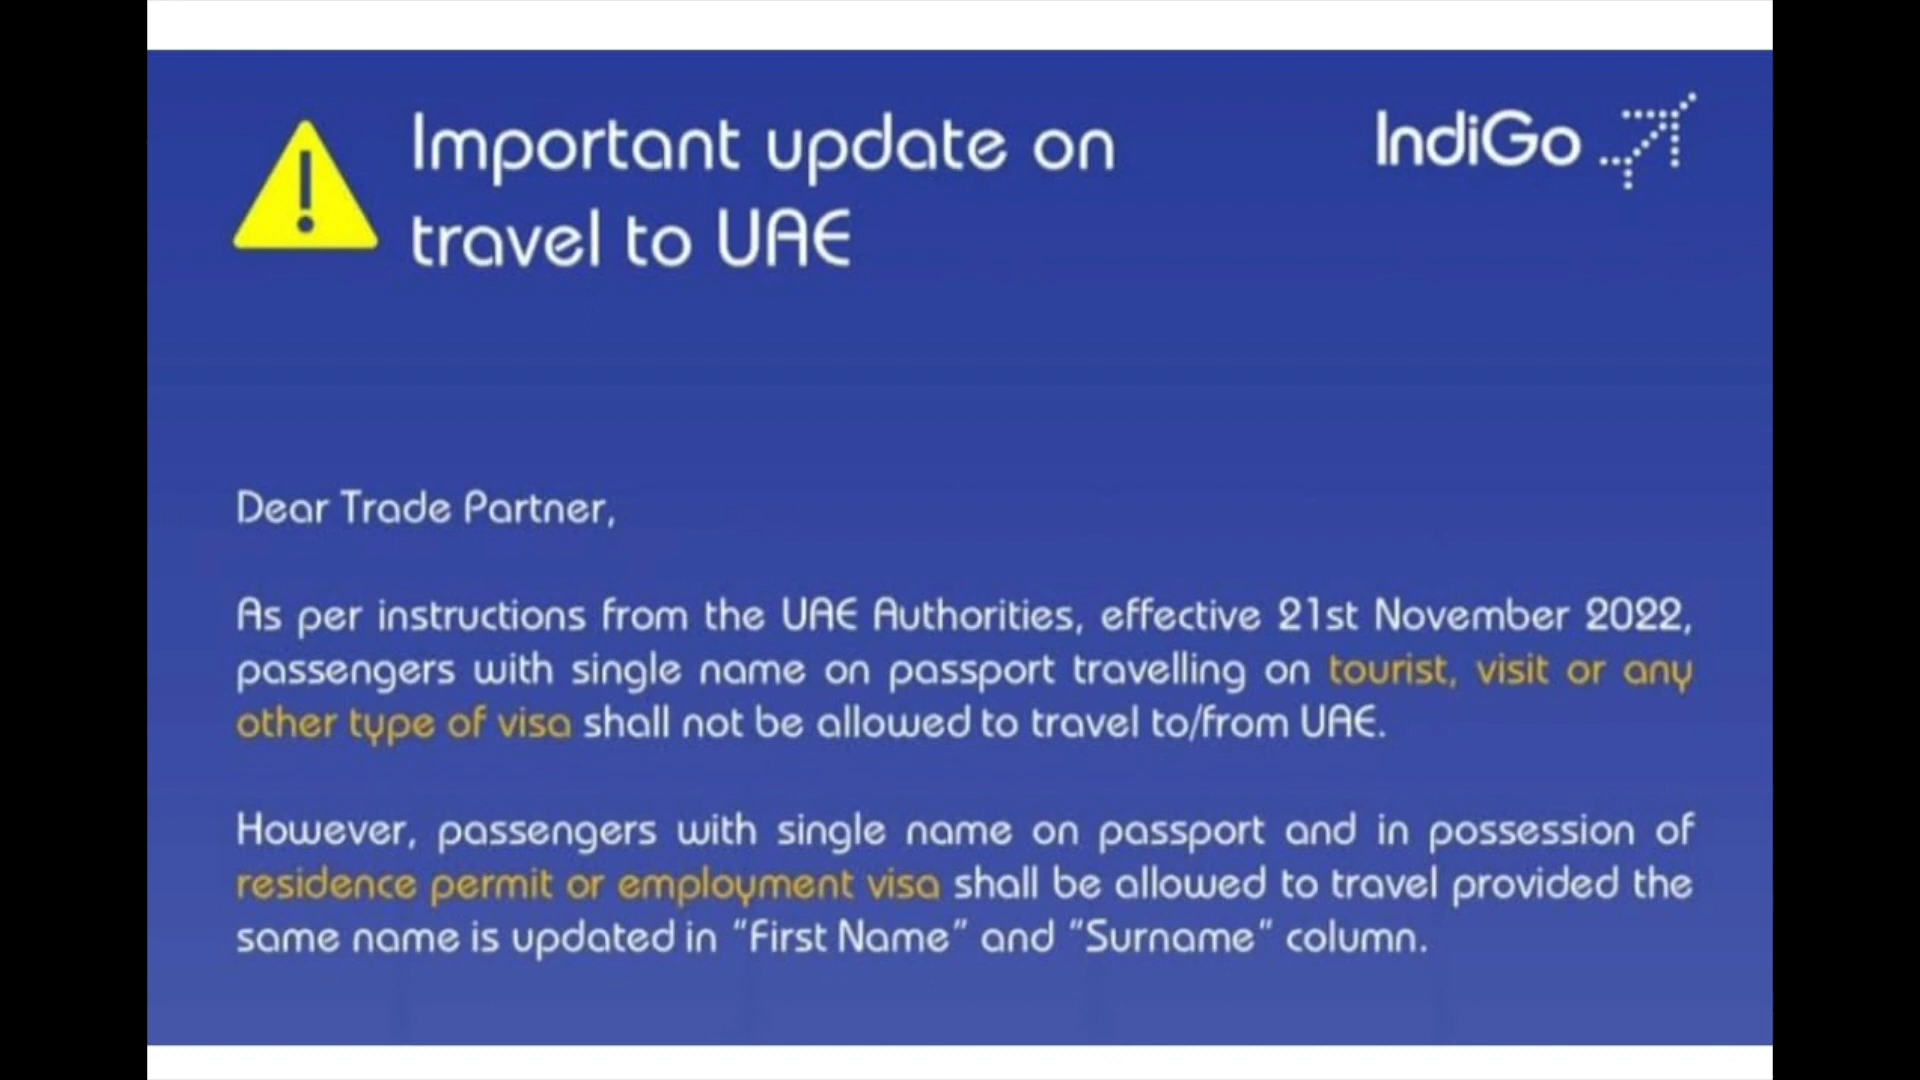 Important update on
travel to UAE
IndiGo
Dear Trade Partner,
As per instructions from the UAE Authorities, effective 21st November 2022,
passengers with single name on passport travelling on tourist, visit or any
other type of visa shall not be allowed to travel to/from UAE.
However, passengers with single name on passport and in possession of
residence permit or employment visa shall be allowed to travel provided the
same name is updated in "First Name" and "Surname" column.